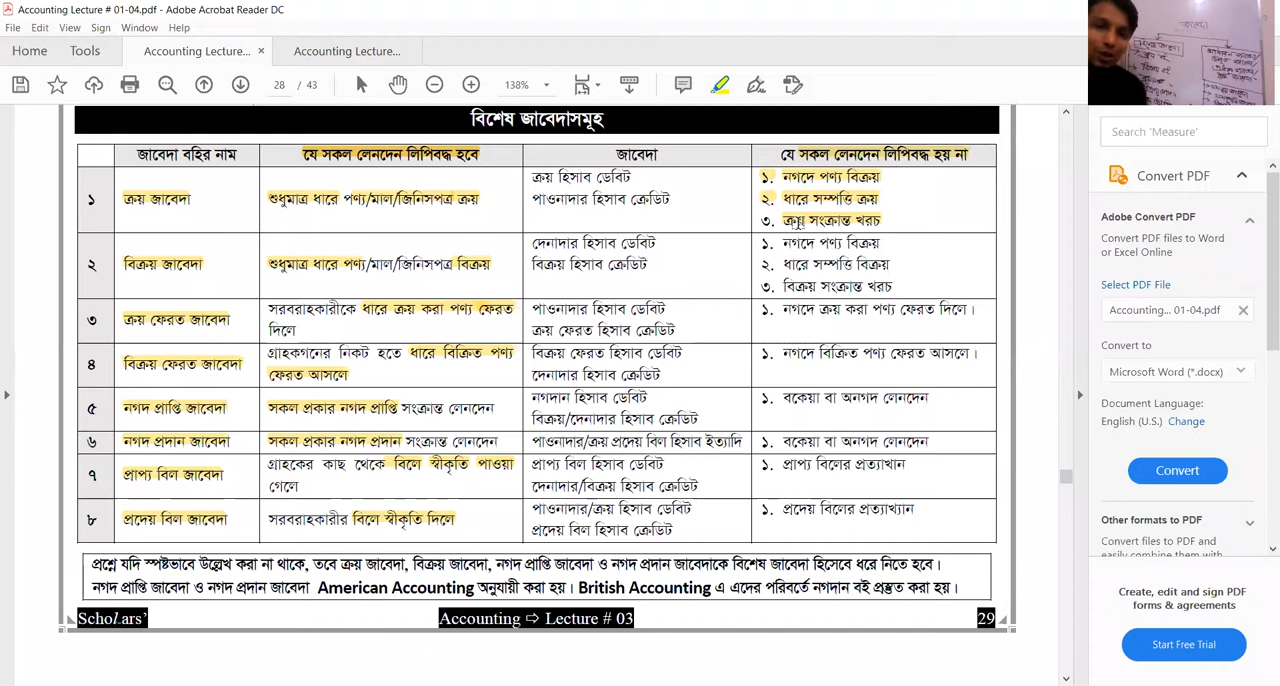 Accounting Lecture # 01-04.pdf - Adobe Acrobat Reader DC
File Edit View Sign Window Help
Home Tools Accounting Lecture... × Accounting Lecture...
28 / 43 138%
বিশেষ জাবেদাসমূহ
জাবেদা বহির নাম যে সকল লেনদেন লিপিবদ্ধ হবে জাবেদা যে সকল লেনদেন লিপিবদ্ধ হয় না
১ ক্রয় জাবেদা শুধুমাত্র ধারে পণ্য/মাল/জিনিসপত্র ক্রয়
ক্রয় হিসাব ডেবিট
পাওনাদার হিসাব ক্রেডিট
১. নগদে পণ্য বিক্রয়
২. ধারে সম্পত্তি ক্রয়
৩. ক্রয় সংক্রান্ত খরচ
২ বিক্রয় জাবেদা শুধুমাত্র ধারে পণ্য/মাল/জিনিসপত্র বিক্রয়
দেনাদার হিসাব ডেবিট
বিক্রয় হিসাব ক্রেডিট
১. নগদে পণ্য বিক্রয়
২. ধারে সম্পত্তি বিক্রয়
৩. বিক্রয় সংক্রান্ত খরচ
৩ ক্রয় ফেরত জাবেদা
সরবরাহকারীকে ধারে ক্রয় করা পণ্য ফেরত
দিলে
পাওনাদার হিসাব ডেবিট
ক্রয় ফেরত হিসাব ক্রেডিট
১. নগদে ক্রয় করা পণ্য ফেরত দিলে।
৪ বিক্রয় ফেরত জাবেদা
গ্রাহকগনের নিকট হতে ধারে বিক্রিত পণ্য
ফেরত আসলে
বিক্রয় ফেরত হিসাব ডেবিট
দেনাদার হিসাব ক্রেডিট
১. নগদে বিক্রিত পণ্য ফেরত আসলে।
৫ নগদ প্রাপ্তি জাবেদা সকল প্রকার নগদ প্রাপ্তি সংক্রান্ত লেনদেন
নগদান হিসাব ডেবিট
বিক্রয়/দেনাদার হিসাব ক্রেডিট
১. বকেয়া বা অনগদ লেনদেন
৬ নগদ প্রদান জাবেদা সকল প্রকার নগদ প্রদান সংক্রান্ত লেনদেন পাওনাদার/ক্রয় প্রদেয় বিল হিসাব ইত্যাদি ১. বকেয়া বা অনগদ লেনদেন
৭ প্রাপ্য বিল জাবেদা
গ্রাহকের কাছ থেকে বিলে স্বীকৃতি পাওয়া
গেলে
প্রাপ্য বিল হিসাব ডেবিট
দেনাদার/বিক্রয় হিসাব ক্রেডিট
১. প্রাপ্য বিলের প্রত্যাখান
৮ প্রদেয় বিল জাবেদা সরবরাহকারীর বিলে স্বীকৃতি দিলে
পাওনাদার/ক্রয় হিসাব ডেবিট
প্রদেয় বিল হিসাব ক্রেডিট
১. প্রদেয় বিলের প্রত্যাখ্যান
প্রশ্নে যদি স্পষ্টভাবে উল্লেখ করা না থাকে, তবে ক্রয় জাবেদা, বিক্রয় জাবেদা, নগদ প্রাপ্তি জাবেদা ও নগদ প্রদান জাবেদাকে বিশেষ জাবেদা হিসেবে ধরে নিতে হবে।
নগদ প্রাপ্তি জাবেদা ও নগদ প্রদান জাবেদা American Accounting অনুযায়ী করা হয়। British Accounting এ এদের পরিবর্তে নগদান বই প্রস্তুত করা হয়।
Scholars' Accounting ⇨ Lecture # 03 29
Search 'Measure'
Convert PDF
Adobe Convert PDF
Convert PDF files to Word
or Excel Online
Select PDF File
Accounting... 01-04.pdf ×
Convert to
Microsoft Word (*.docx)
Document Language:
English (U.S.) Change
Convert
Other formats to PDF
Convert files to PDF and
easily combine them with
Create, edit and sign PDF
forms & agreements
Start Free Trial